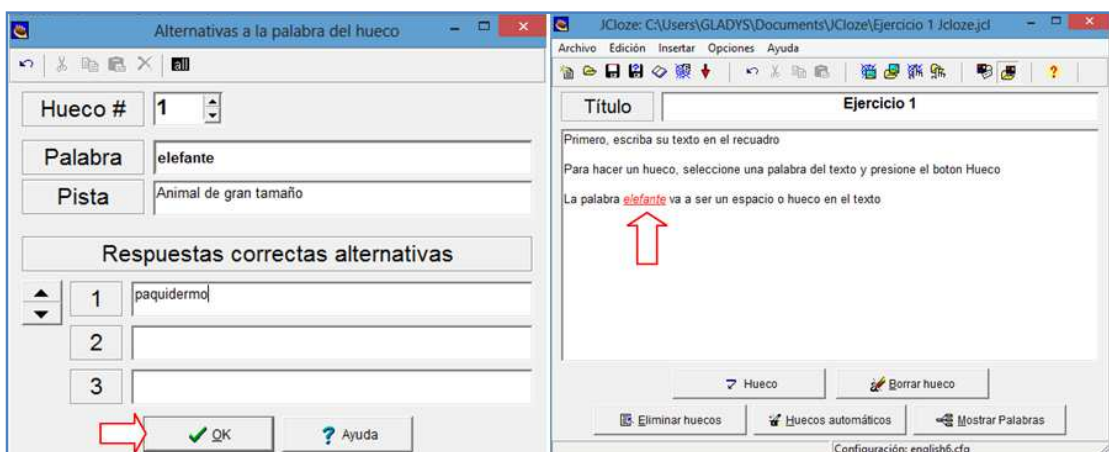 Alternativas a la palabra del hueco
all
Hueco # 1
Palabra elefante
Pista Animal de gran tamaño
Respuestas correctas alternativas
1 paquidermo
2
3
OK ? Ayuda
JCloze: C:\Users\GLADYS\Documents\JCloze\Ejercicio 1 Jcloze.jcl
Archivo Edición Insertar Opciones Ayuda
Título Ejercicio 1
Primero, escriba su texto en el recuadro
Para hacer un hueco, seleccione una palabra del texto y presione el boton Hueco
La palabra elefante va a ser un espacio o hueco en el texto
Hueco Borrar hueco
Eliminar huecos Huecos automáticos Mostrar Palabras
Configuración: english6.cfg